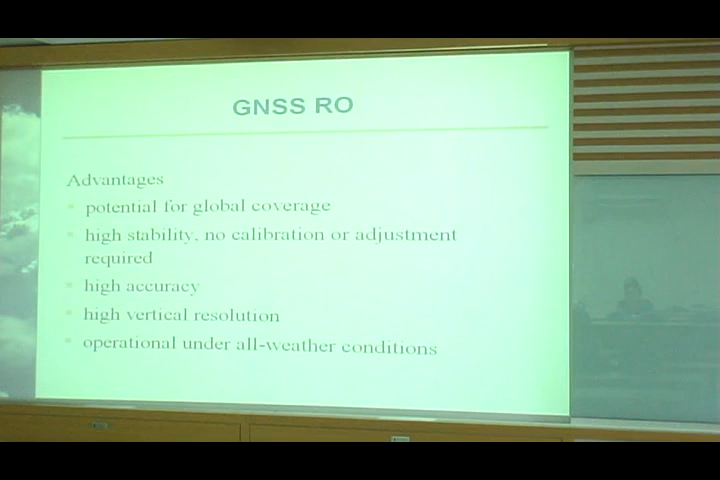 GNSS RO
Advantages
potential for global coverage
high stability, no calibration or adjustment
required
high accuracy
high vertical resolution
operational under all-weather conditions